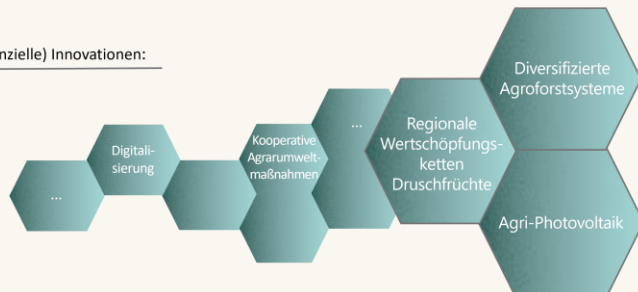 nzielle) Innovationen:
...
Digitali-
sierung
Kooperative
Agrarumwelt-
maßnahmen
...
Regionale
Wertschöpfungs-
ketten
Druschfrüchte
Diversifizierte
Agroforstsysteme
Agri-Photovoltaik